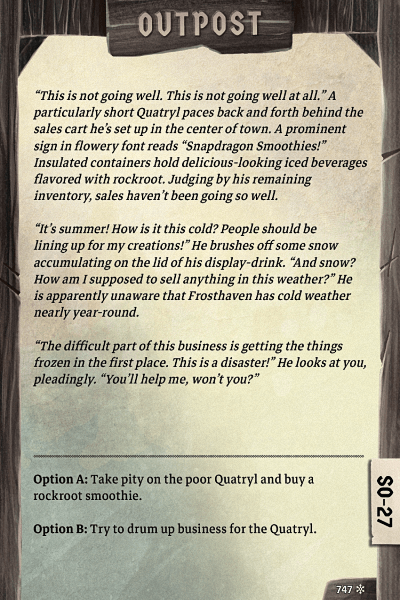 OUTPOST
“This is not going well. This is not going well at all.” A
particularly short Quatryl paces back and forth behind the
sales cart he’s set up in the center of town. A prominent
sign in flowery font reads “Snapdragon Smoothies!”
Insulated containers hold delicious-looking iced beverages
flavored with rockroot. Judging by his remaining
inventory, sales haven’t been going so well.
“It’s summer! How is it this cold? People should be
lining up for my creations!” He brushes off some snow
accumulating on the lid of his display-drink. “And snow?
How am I supposed to sell anything in this weather?” He
is apparently unaware that Frosthaven has cold weather
nearly year-round.
“The difficult part of this business is getting the things
frozen in the first place. This is a disaster!” He looks at you,
pleadingly. “You’ll help me, won’t you?”
Option A: Take pity on the poor Quatryl and buy a
rockroot smoothie.
Option B: Try to drum up business for the Quatryl.
SO-27
747